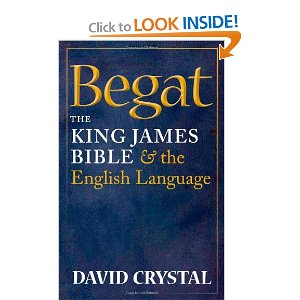 Click to LOOK INSIDE!
Begat
THE
KING JAMES
BIBLE & the
English Language
DAVID CRYSTAL